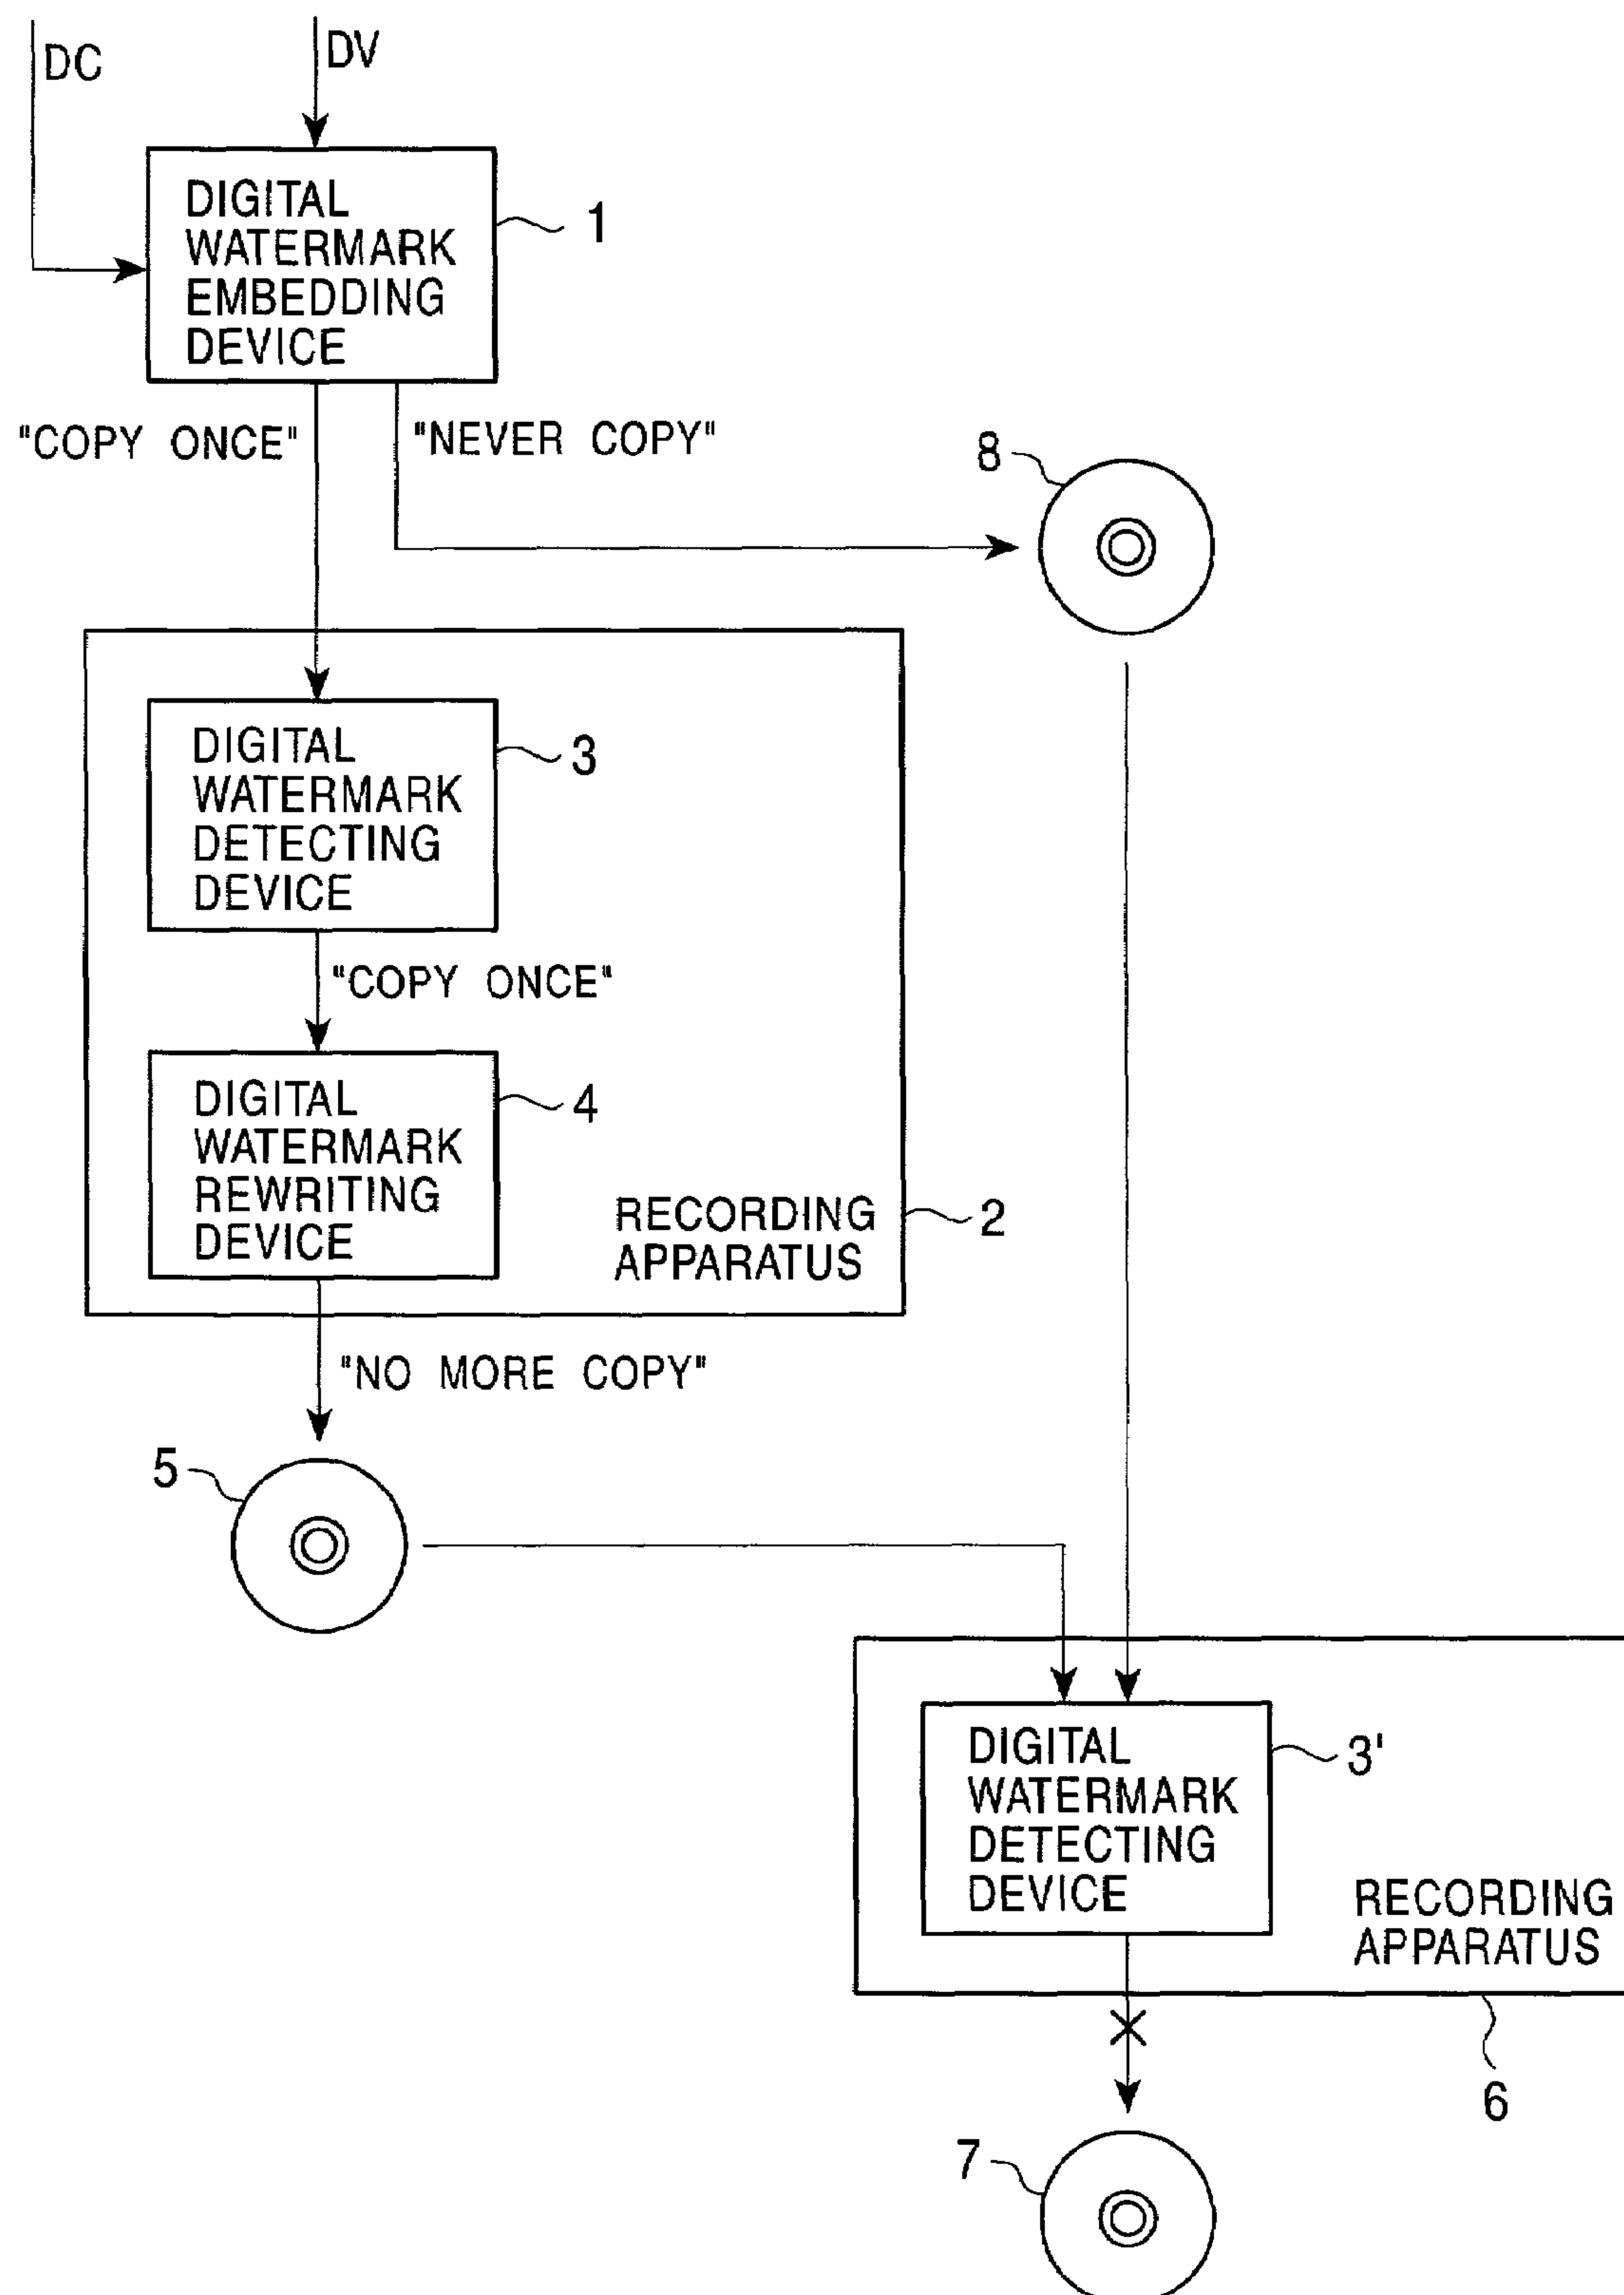 DC
DV
DIGITAL
WATERMARK
EMBEDDING
DEVICE
1
"COPY ONCE"
"NEVER COPY"
8
DIGITAL
WATERMARK
DETECTING
DEVICE
3
"COPY ONCE"
DIGITAL
WATERMARK
REWRITING
DEVICE
4
RECORDING
APPARATUS
2
"NO MORE COPY"
5
DIGITAL
WATERMARK
DETECTING
DEVICE
3'
RECORDING
APPARATUS
6
7